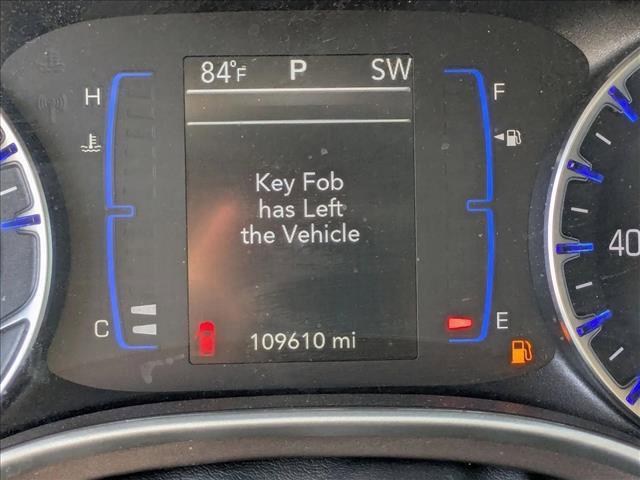 84°F P SW
H F
Key Fob
has Left
the Vehicle
40
C E
109610 mi